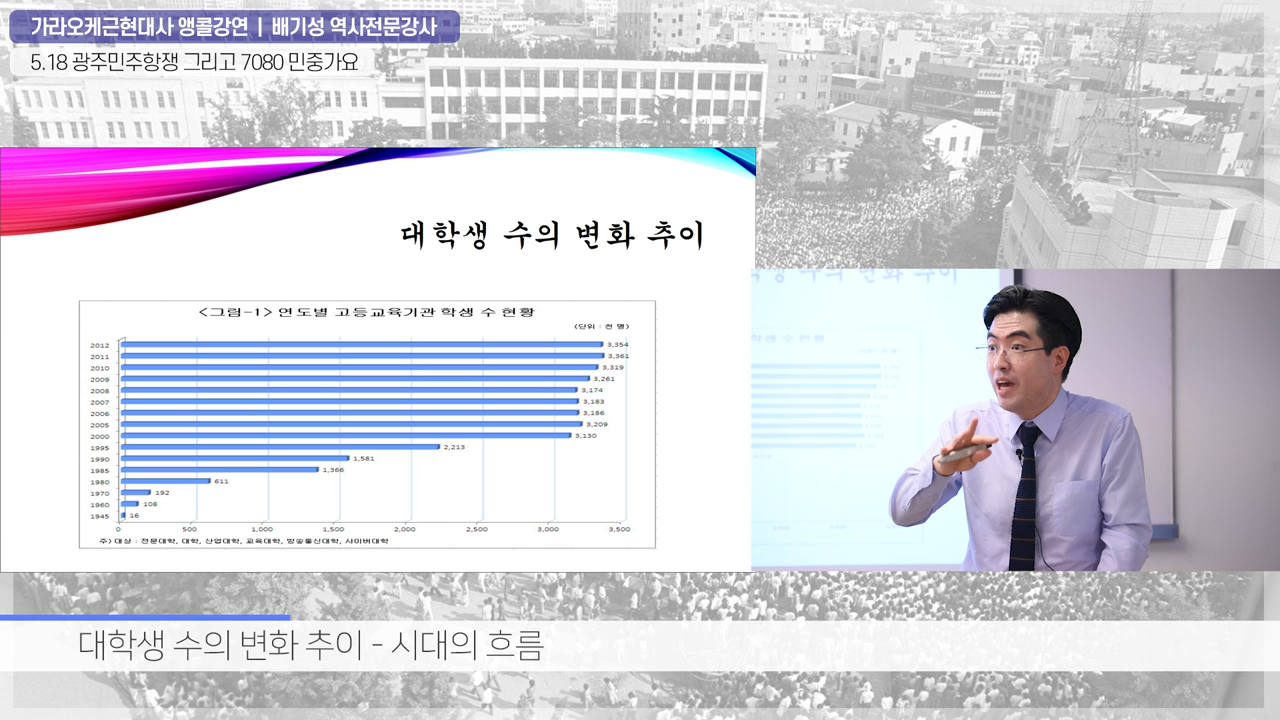 가라오케근현대사 앵콜강연 | 배기성 역사전문강사
5.18 광주민주항쟁 그리고 7080 민중가요
대학생 수의 변화 추이
<그림-1> 연도별 고등교육기관 학생 수 현황
(단위 : 천 명)
2012 3,354
2011 3,361
2010 3,319
2009 3,261
2008 3,174
2007 3,183
2006 3,186
2005 3,209
2000 3,130
1995 2,213
1990 1,581
1985 1,366
1980 611
1970 192
1960 108
1945 16
0 500 1,000 1,500 2,000 2,500 3,000 3,500
주) 대상 : 전문대학, 대학, 산업대학, 교육대학, 방송통신대학, 사이버대학
수의 변화 추이
대학생 수의 변화 추이 - 시대의 흐름